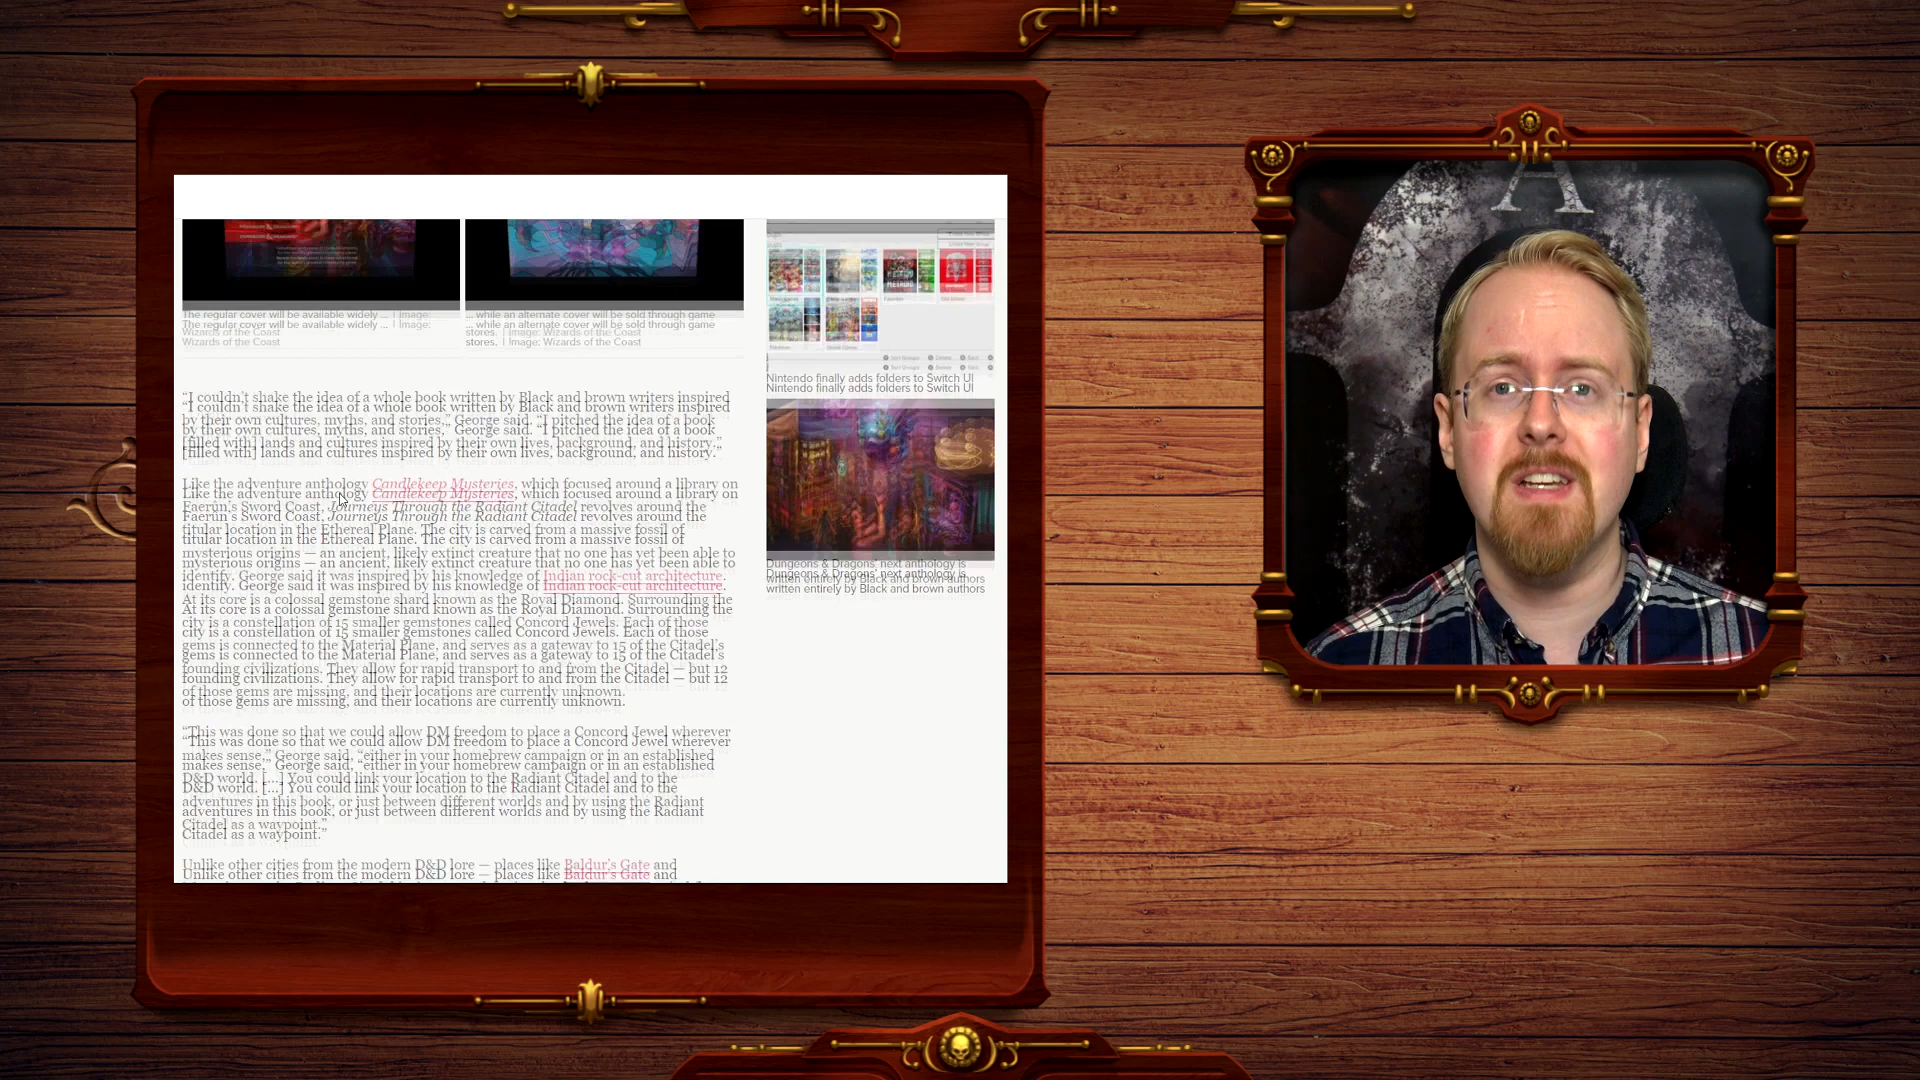 The regular cover will be available widely ... | Image:
Wizards of the Coast
... while an alternate cover will be sold through game
stores. | Image: Wizards of the Coast
“I couldn’t shake the idea of a whole book written by Black and brown writers inspired
by their own cultures, myths, and stories,” George said. “I pitched the idea of a book
[filled with] lands and cultures inspired by their own lives, background, and history.”
Like the adventure anthology Candlekeep Mysteries, which focused around a library on
Faerûn’s Sword Coast, Journeys Through the Radiant Citadel revolves around the
titular location in the Ethereal Plane. The city is carved from a massive fossil of
mysterious origins — an ancient, likely extinct creature that no one has yet been able to
identify. George said it was inspired by his knowledge of Indian rock-cut architecture.
At its core is a colossal gemstone shard known as the Royal Diamond. Surrounding the
city is a constellation of 15 smaller gemstones called Concord Jewels. Each of those
gems is connected to the Material Plane, and serves as a gateway to 15 of the Citadel’s
founding civilizations. They allow for rapid transport to and from the Citadel — but 12
of those gems are missing, and their locations are currently unknown.
“This was done so that we could allow DM freedom to place a Concord Jewel wherever
makes sense,” George said, “either in your homebrew campaign or in an established
D&D world. [...] You could link your location to the Radiant Citadel and to the
adventures in this book, or just between different worlds and by using the Radiant
Citadel as a waypoint.”
Unlike other cities from the modern D&D lore — places like Baldur’s Gate and
Nintendo finally adds folders to Switch UI
Dungeons & Dragons’ next anthology is
written entirely by Black and brown authors
A